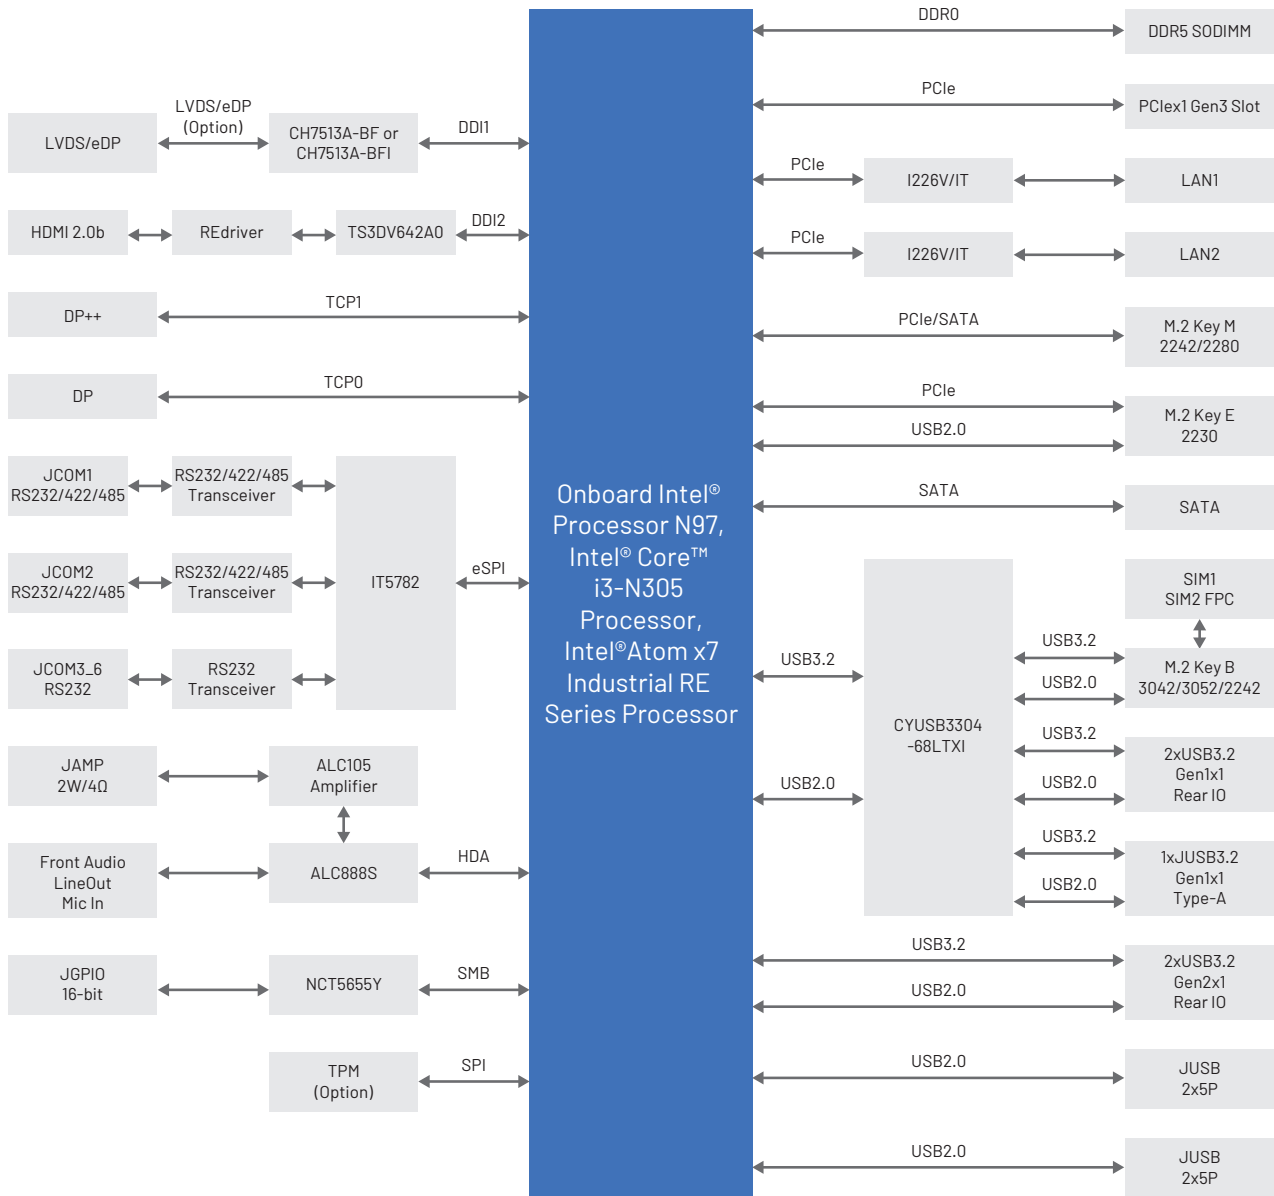 LVDS/eDP
LVDS/eDP
(Option)
CH7513A-BF or
CH7513A-BFI
DDI1
HDMI 2.0b
REdriver
TS3DV642A0
DDI2
DP++
TCP1
DP
TCP0
JCOM1
RS232/422/485
RS232/422/485
Transceiver
JCOM2
RS232/422/485
RS232/422/485
Transceiver
JCOM3_6
RS232
RS232
Transceiver
IT5782
eSPI
JAMP
2W/4Ω
ALC105
Amplifier
Front Audio
LineOut
Mic In
ALC888S
HDA
JGPIO
16-bit
NCT5655Y
SMB
TPM
(Option)
SPI
Onboard Intel®
Processor N97,
Intel® Core™
i3-N305
Processor,
Intel®Atom x7
Industrial RE
Series Processor
DDR0
DDR5 SODIMM
PCIe
PCIex1 Gen3 Slot
PCIe
I226V/IT
LAN1
PCIe
I226V/IT
LAN2
PCIe/SATA
M.2 Key M
2242/2280
PCIe
USB2.0
M.2 Key E
2230
SATA
SATA
USB3.2
USB2.0
CYUSB3304
-68LTXI
SIM1
SIM2 FPC
USB3.2
USB2.0
M.2 Key B
3042/3052/2242
USB3.2
USB2.0
2xUSB3.2
Gen1x1
Rear IO
USB3.2
USB2.0
1xJUSB3.2
Gen1x1
Type-A
USB3.2
USB2.0
2xUSB3.2
Gen2x1
Rear IO
USB2.0
JUSB
2x5P
USB2.0
JUSB
2x5P